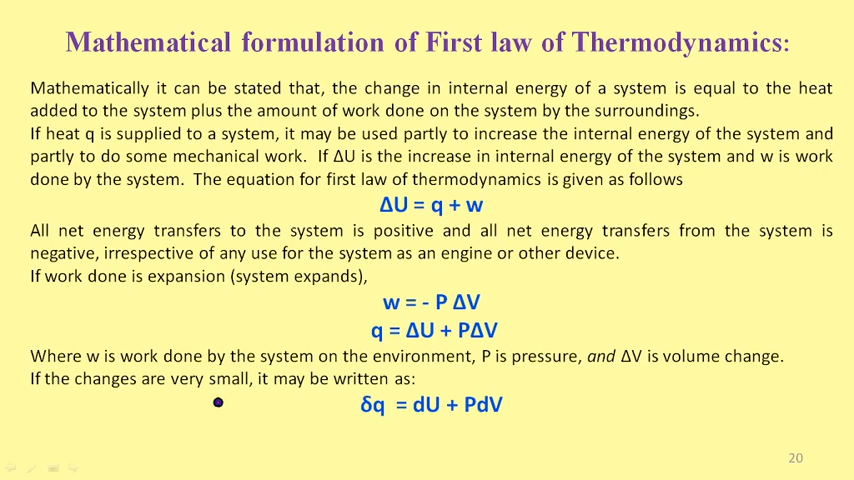 Mathematical formulation of First law of Thermodynamics:
Mathematically it can be stated that, the change in internal energy of a system is equal to the heat
added to the system plus the amount of work done on the system by the surroundings.
If heat q is supplied to a system, it may be used partly to increase the internal energy of the system and
partly to do some mechanical work. If ΔU is the increase in internal energy of the system and w is work
done by the system. The equation for first law of thermodynamics is given as follows
ΔU = q + w
All net energy transfers to the system is positive and all net energy transfers from the system is
negative, irrespective of any use for the system as an engine or other device.
If work done is expansion (system expands),
w = - P ΔV
q = ΔU + PΔV
Where w is work done by the system on the environment, P is pressure, and ΔV is volume change.
If the changes are very small, it may be written as:
δq = dU + PdV
20